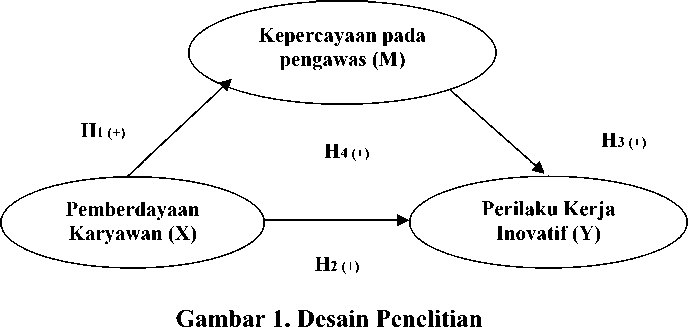 Kepercayaan pada
pengawas (M)
H1 (+)
H4 (+)
H3 (+)
Pemberdayaan
Karyawan (X)
Perilaku Kerja
Inovatif (Y)
H2 (+)
Gambar 1. Desain Penelitian